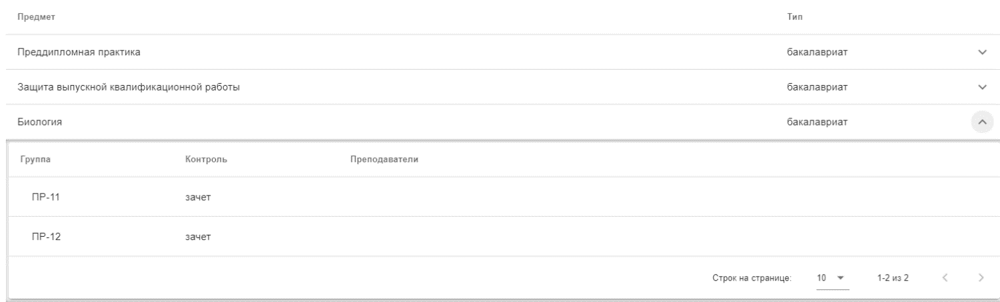 Предмет Тип
Преддипломная практика бакалавриат
Защита выпускной квалификационной работы бакалавриат
Биология бакалавриат
Группа Контроль Преподаватели
ПР-11 зачет
ПР-12 зачет
Строк на странице: 10 1-2 из 2